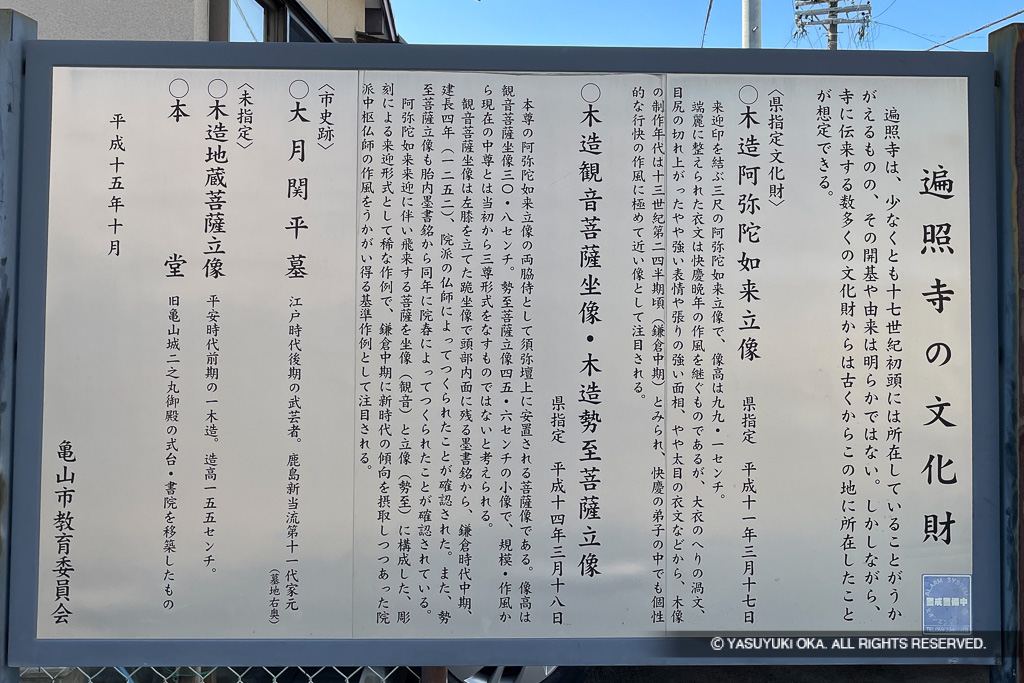 遍照寺の文化財
遍照寺は、少なくとも十七世紀初頭には所在していることがうか
がえるものの、その開基や由来は明らかではない。しかしながら、
寺に伝来する数多くの文化財からは古くからこの地に所在したこと
が想定できる。
〈県指定文化財〉
○木造阿弥陀如来立像 県指定 平成十一年三月十七日
来迎印を結ぶ三尺の阿弥陀如来立像で、像高は九九・一センチ。
端麗に整えられた衣文は快慶晩年の作風を継ぐものであるが、大衣のへりの渦文、
目尻の切れ上がったやや強い表情や張りの強い面相、やや太目の衣文などから、木像
の制作年代は十三世紀第二四半期頃（鎌倉中期）とみられ、快慶の弟子の中でも個性
的な行快の作風に極めて近い像として注目される。
○木造観音菩薩坐像・木造勢至菩薩立像
県指定 平成十四年三月十八日
本尊の阿弥陀如来立像の両脇侍として須弥壇上に安置される菩薩像である。像高は
観音菩薩坐像三〇・八センチ。勢至菩薩立像四五・六センチの小像で、規模・作風か
ら現在の中尊とは当初から三尊形式をなすものではないと考えられる。
観音菩薩坐像は左膝を立てた跪坐像で頭部内面に残る墨書銘から、鎌倉時代中期、
建長四年（一二五二）、院派の仏師によってつくられたことが確認された。また、勢
至菩薩立像も胎内墨書銘から同年に院春によってつくられたことが確認されている。
阿弥陀如来来迎に伴い飛来する菩薩を坐像（観音）と立像（勢至）に構成した、彫
刻による来迎形式として稀な作例で、鎌倉中期に新時代の傾向を摂取しつつあった院
派中枢仏師の作風をうかがい得る基準作例として注目される。
〈市史跡〉
○大月関平墓 江戸時代後期の武芸者。鹿島新当流第十一代家元
（墓地右奥）
〈未指定〉
○木造地蔵菩薩立像 平安時代前期の一木造。造高一五五センチ。
○本堂 旧亀山城二之丸御殿の式台・書院を移築したもの
平成十五年十月
亀山市教育委員会
警戒警備中
© YASUYUKI OKA. ALL RIGHTS RESERVED.